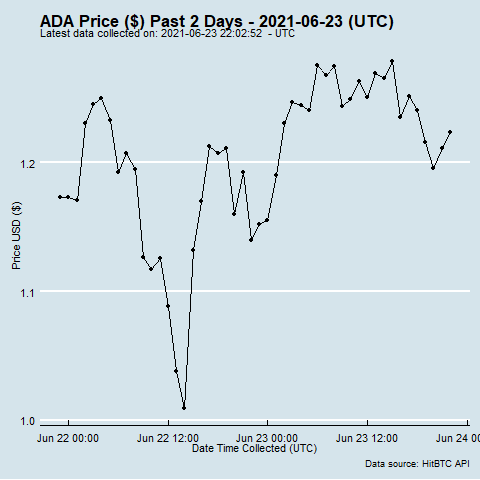 ADA Price ($) Past 2 Days - 2021-06-23 (UTC)
Latest data collected on: 2021-06-23 22:02:52 - UTC
1.2
1.1
1.0
Price USD ($)
Jun 22 00:00 Jun 22 12:00 Jun 23 00:00 Jun 23 12:00 Jun 24 00
Date Time Collected (UTC)
Data source: HitBTC API